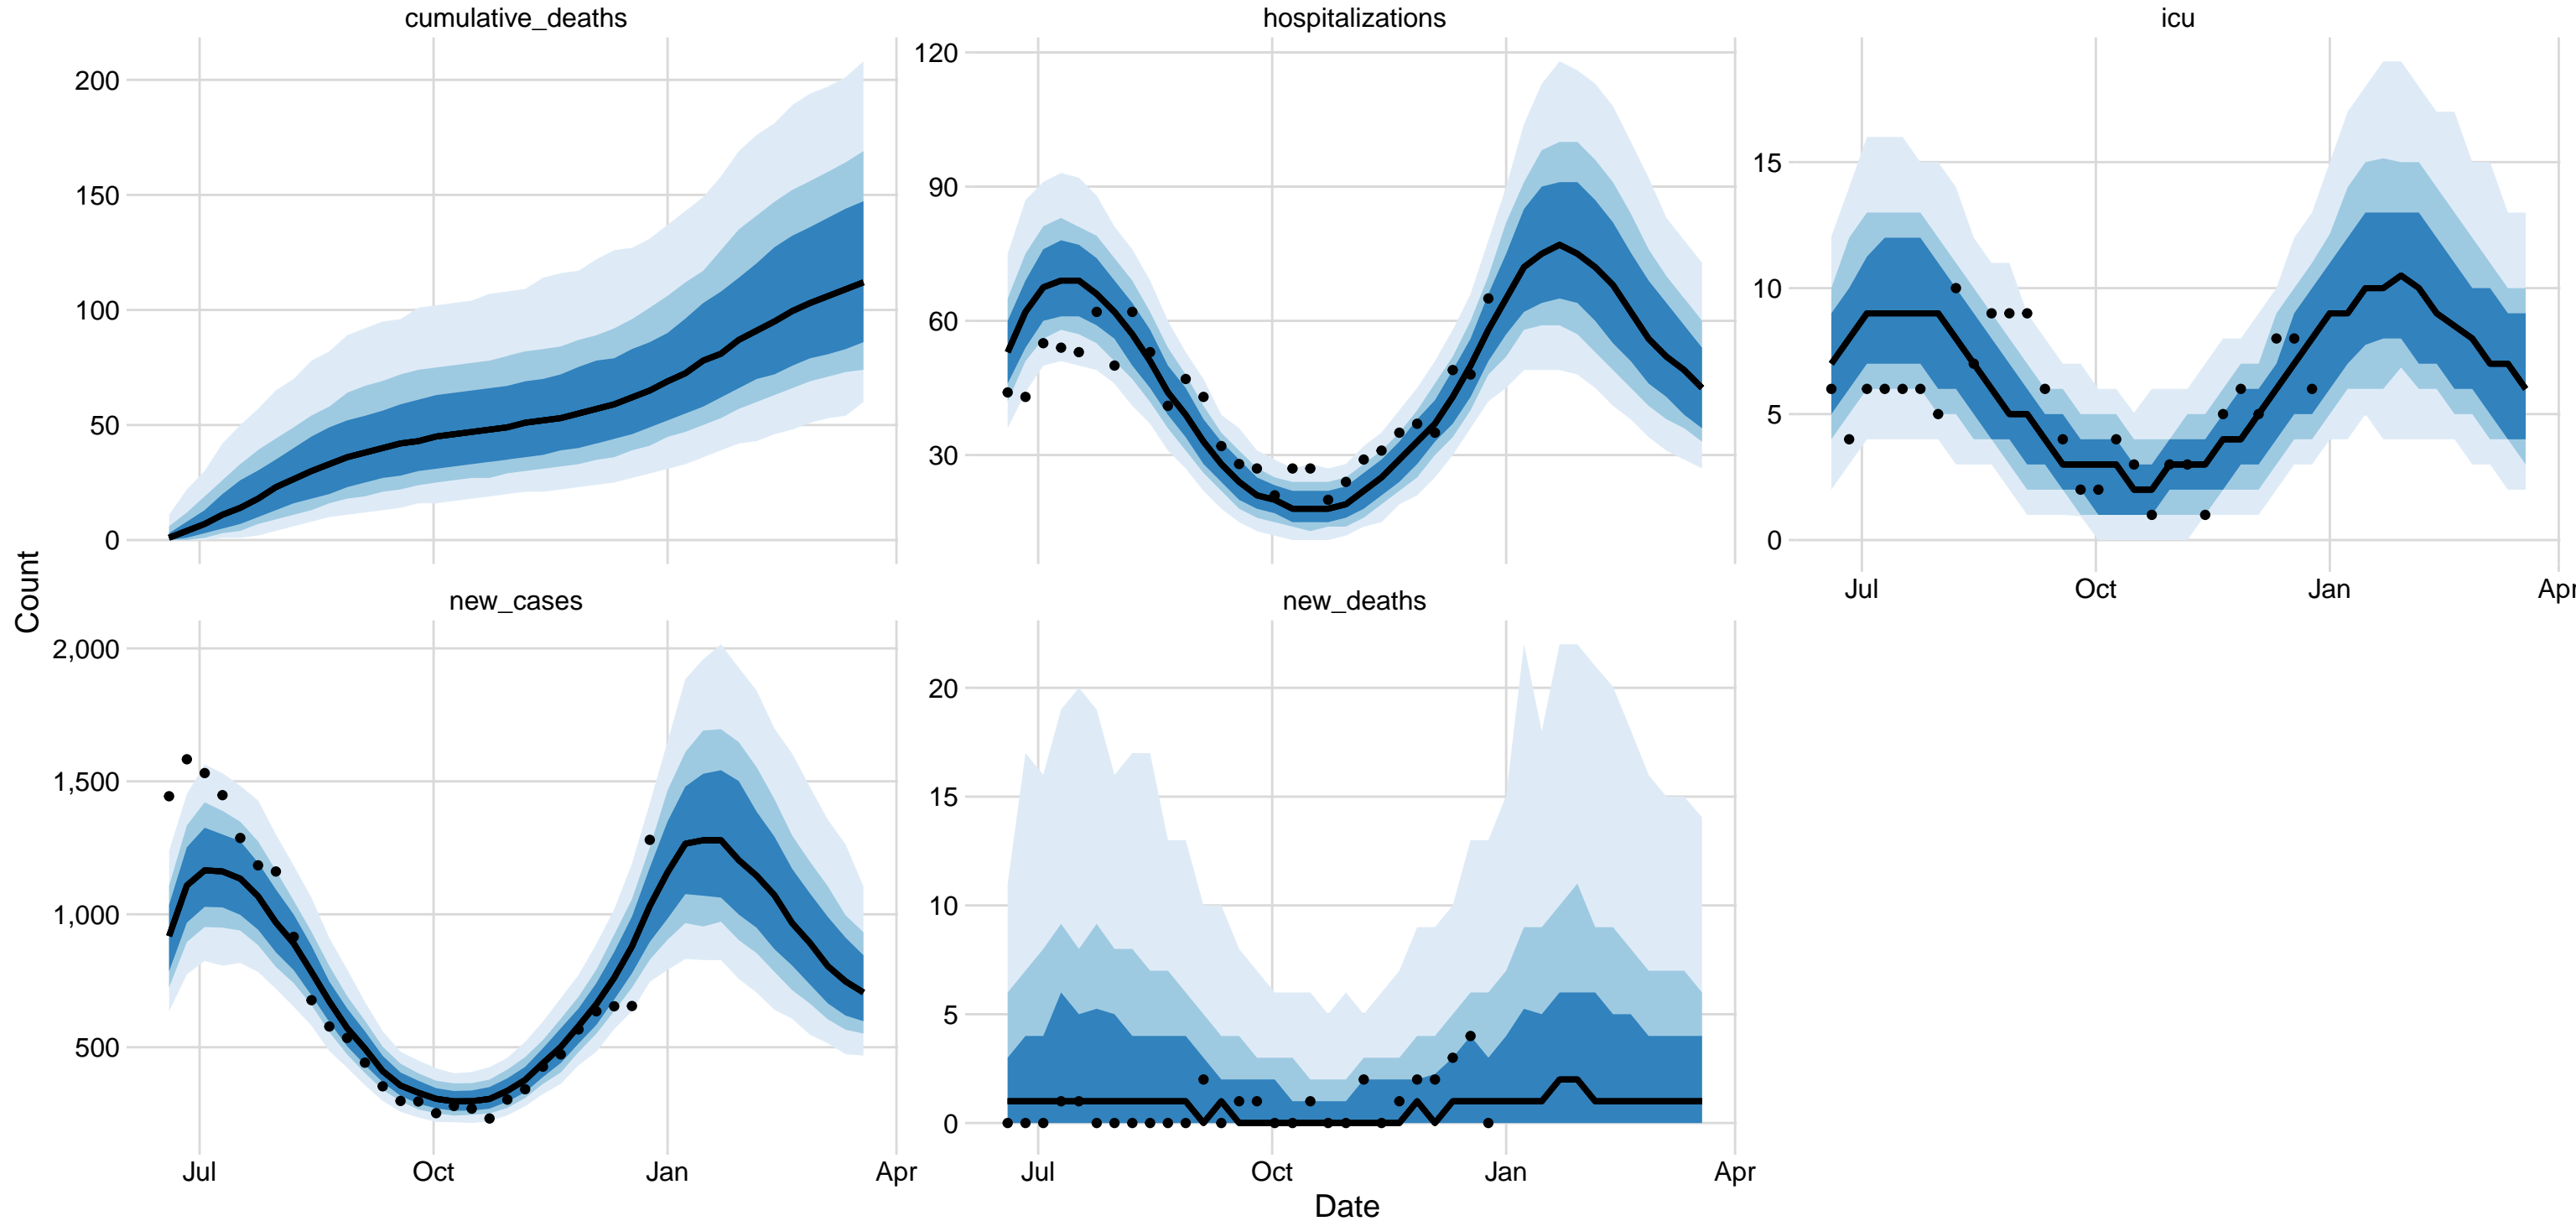 cumulative_deaths
200
150
100
50
0
hospitalizations
120
90
60
30
icu
15
10
5
0
Jul Oct Jan Apr
Count
new_cases
2,000
1,500
1,000
500
Jul Oct Jan Apr
new_deaths
20
15
10
5
0
Jul Oct Jan Apr
Date